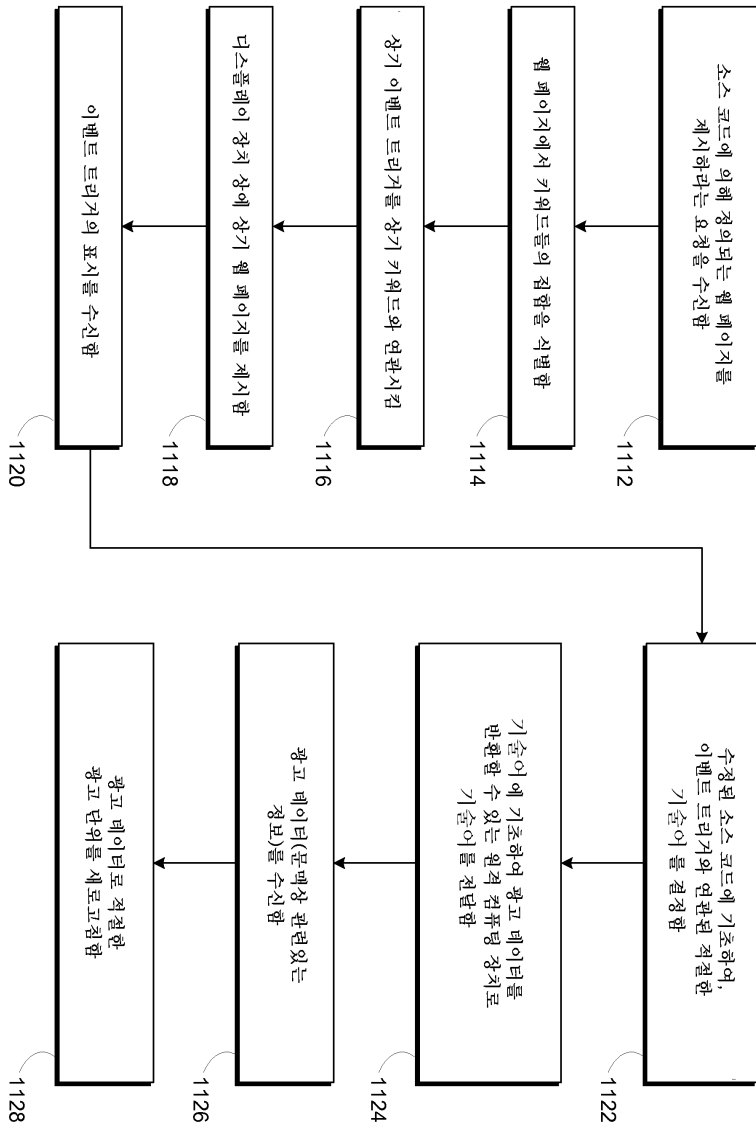 소스 코드에 의해 정의되는 웹 페이지를
제시하라는 요청을 수신함
1112
웹 페이지에서 키워드들의 집합을 식별함
1114
상기 이벤트 트리거를 상기 키워드와 연관시킴
1116
디스플레이 장치 상에 상기 웹 페이지를 제시함
1118
이벤트 트리거의 표시를 수신함
1120
수정된 소스 코드에 기초하여,
이벤트 트리거와 연관된 적절한
기술어를 결정함
1122
기술어에 기초하여 광고 데이터를
반환할 수 있는 원격 컴퓨팅 장치로
기술어를 전달함
1124
광고 데이터(문맥상 관련있는
정보)를 수신함
1126
광고 데이터로 적절한
광고 단위를 새로고침함
1128